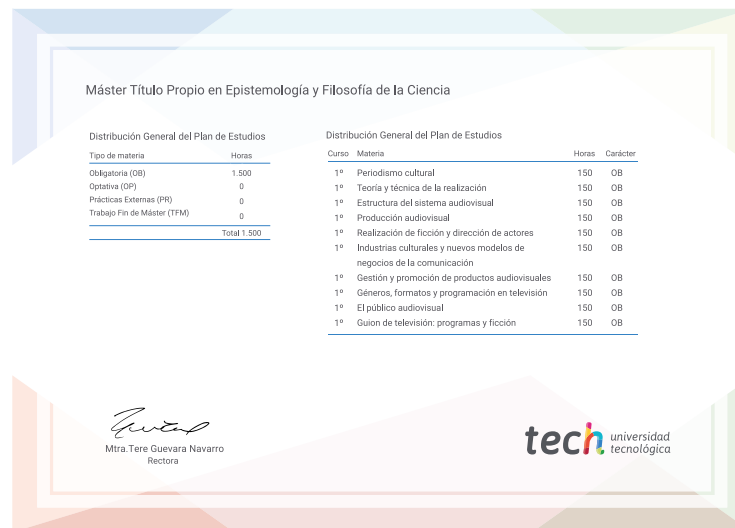 Máster Título Propio en Epistemología y Filosofía de la Ciencia
Distribución General del Plan de Estudios
Tipo de materia Horas
Obligatoria (OB) 1.500
Optativa (OP) 0
Prácticas Externas (PR) 0
Trabajo Fin de Máster (TFM) 0
Total 1.500
Distribución General del Plan de Estudios
Curso Materia Horas Carácter
1º Periodismo cultural 150 OB
1º Teoría y técnica de la realización 150 OB
1º Estructura del sistema audiovisual 150 OB
1º Producción audiovisual 150 OB
1º Realización de ficción y dirección de actores 150 OB
1º Industrias culturales y nuevos modelos de 150 OB
negocios de la comunicación
1º Gestión y promoción de productos audiovisuales 150 OB
1º Géneros, formatos y programación en televisión 150 OB
1º El público audiovisual 150 OB
1º Guion de televisión: programas y ficción 150 OB
Mtra.Tere Guevara Navarro
Rectora
tech universidad
tecnológica